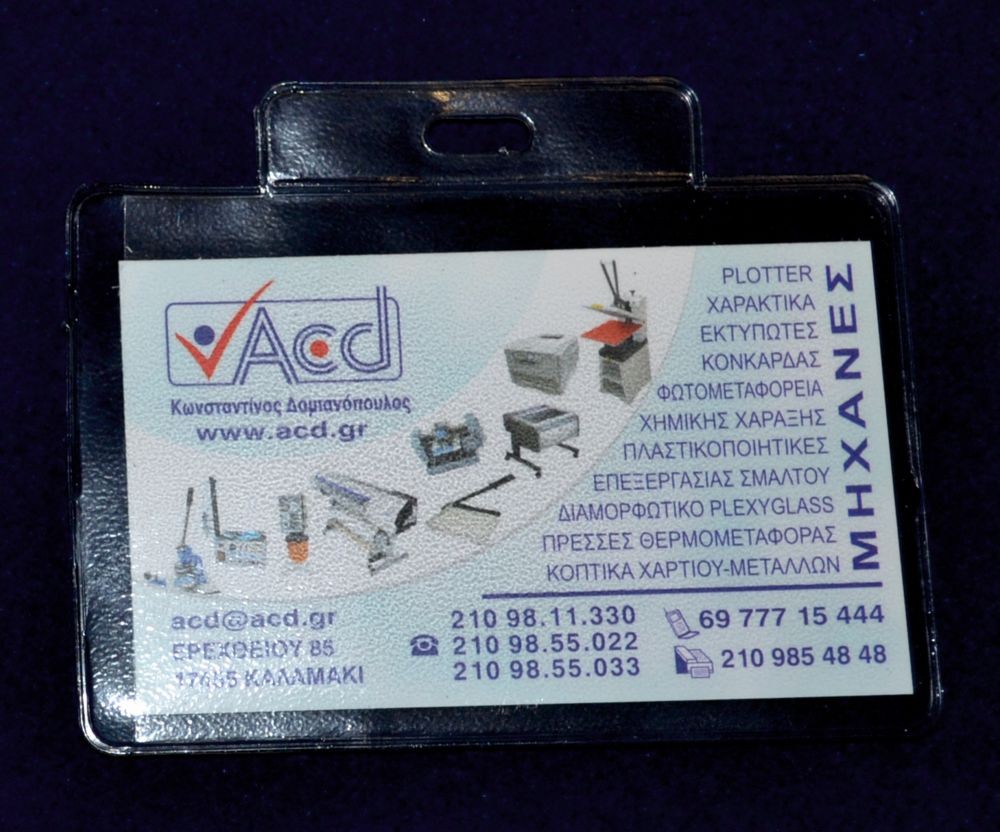 Acd
Κωνσταντίνος Δαμιανόπουλος
www.acd.gr
PLOTTER
ΧΑΡΑΚΤΙΚΑ
ΕΚΤΥΠΩΤΕΣ
ΚΟΝΚΑΡΔΑΣ
ΦΩΤΟΜΕΤΑΦΟΡΕΙΑ
ΧΗΜΙΚΗΣ ΧΑΡΑΞΗΣ
ΠΛΑΣΤΙΚΟΠΟΙΗΤΙΚΕΣ
ΕΠΕΞΕΡΓΑΣΙΑΣ ΣΜΑΛΤΟΥ
ΔΙΑΜΟΡΦΩΤΙΚΟ PLEXYGLASS
ΠΡΕΣΣΕΣ ΘΕΡΜΟΜΕΤΑΦΟΡΑΣ
ΚΟΠΤΙΚΑ ΧΑΡΤΙΟΥ-ΜΕΤΑΛΛΩΝ
ΜΗΧΑΝΕΣ
acd@acd.gr
ΕΡΕΧΘΕΙΟΥ 85
17455 ΚΑΛΑΜΑΚΙ
210 98.11.330
210 98.55.022
210 98.55.033
69 777 15 444
210 985 48 48